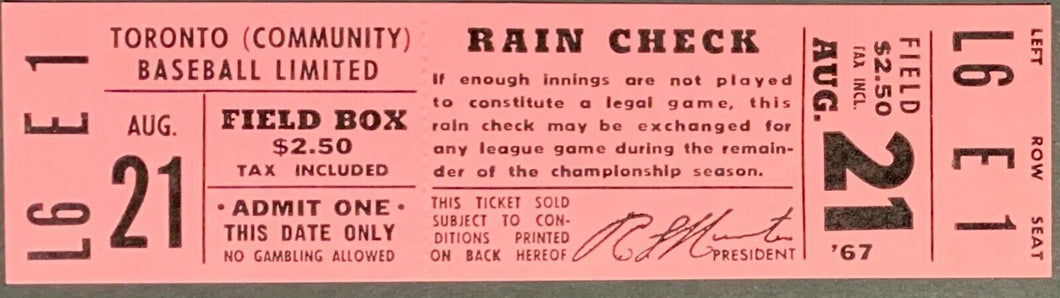 L6 E 1
TORONTO (COMMUNITY)
BASEBALL LIMITED
AUG.
21
FIELD BOX
$2.50
TAX INCLUDED
• ADMIT ONE •
THIS DATE ONLY
NO GAMBLING ALLOWED
RAIN CHECK
If enough innings are not played
to constitute a legal game, this
rain check may be exchanged for
any league game during the remain-
der of the championship season.
THIS TICKET SOLD
SUBJECT TO CON-
DITIONS PRINTED
ON BACK HEREOF
PRESIDENT
FIELD
$2.50
TAX INCL.
AUG.
21
'67
L6 E 1
LEFT ROW SEAT